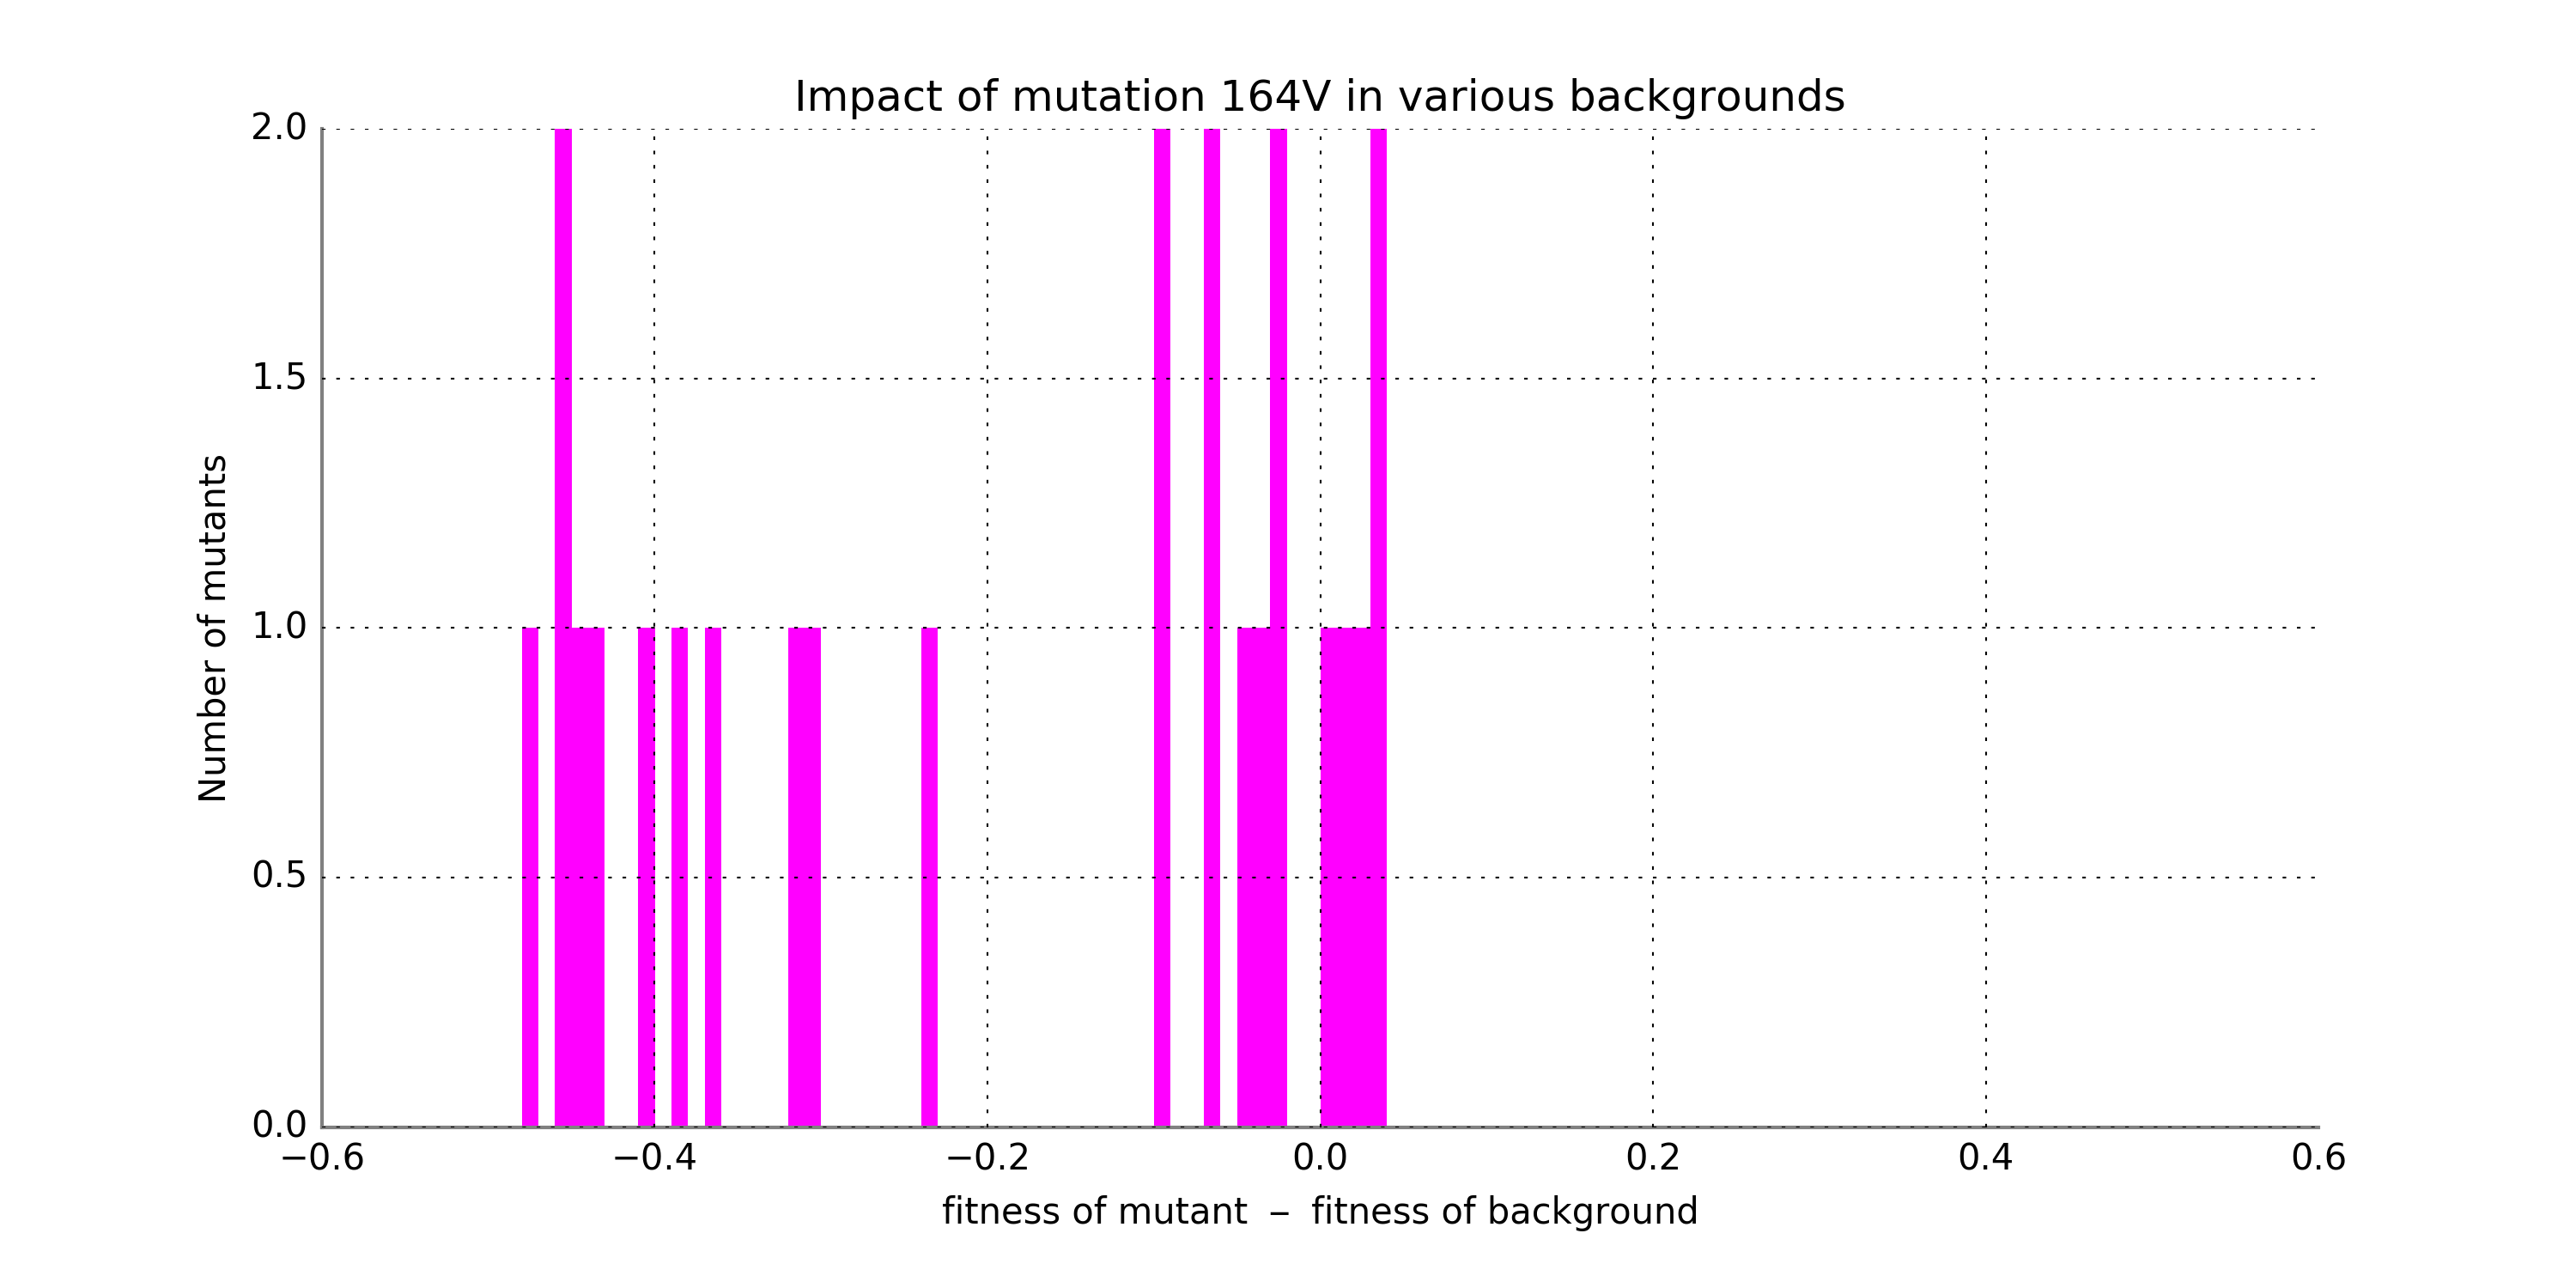 Impact of mutation 164V in various backgrounds
2.0
1.5
1.0
0.5
0.0
Number of mutants
−0.6 −0.4 −0.2 0.0 0.2 0.4 0.6
fitness of mutant − fitness of background